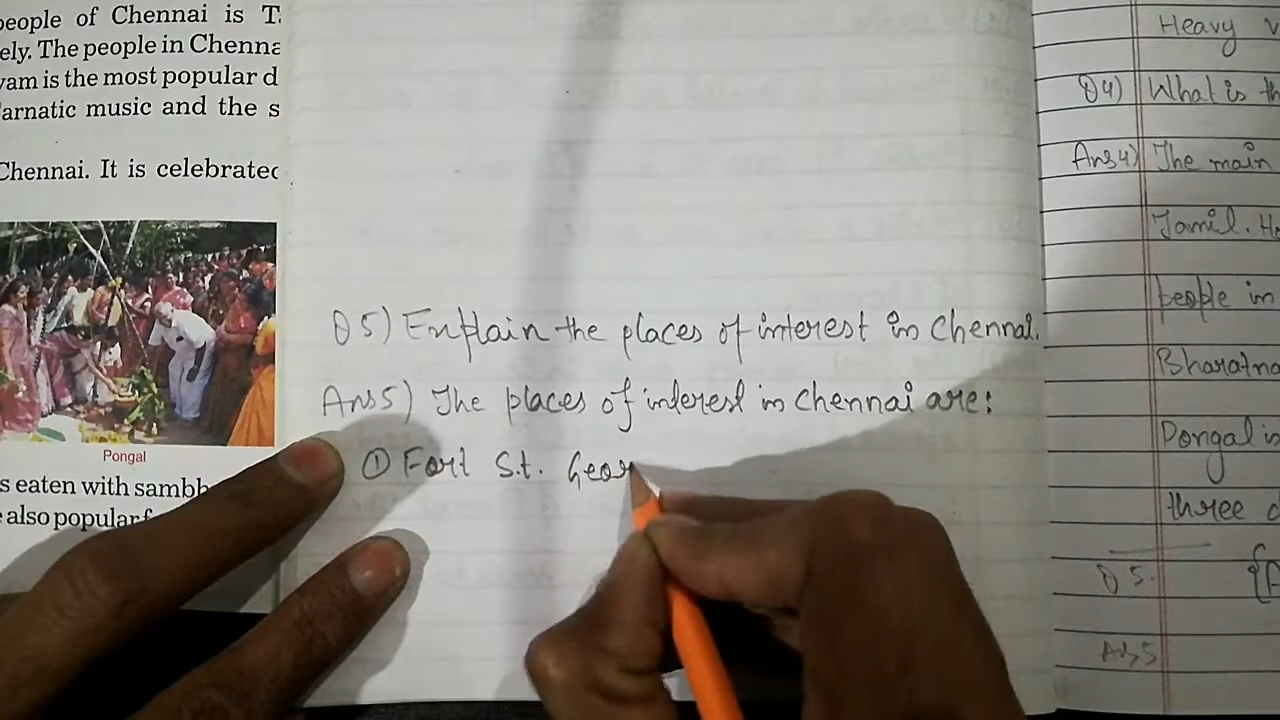 people of Chennai is T
ely. The people in Chenna
yam is the most popular d
arnatic music and the s
Chennai. It is celebrated
Pongal
s eaten with sambh
also popular
Q5) Explain the places of interest in Chennai.
Ans5) The places of interest in Chennai are:
① Fort S.t. Geor
Heavy v
Q4) What is th
Ans4) The main
Tamil. He
people in
Bharatna
Pongal is
three d
Q5.
Ans5